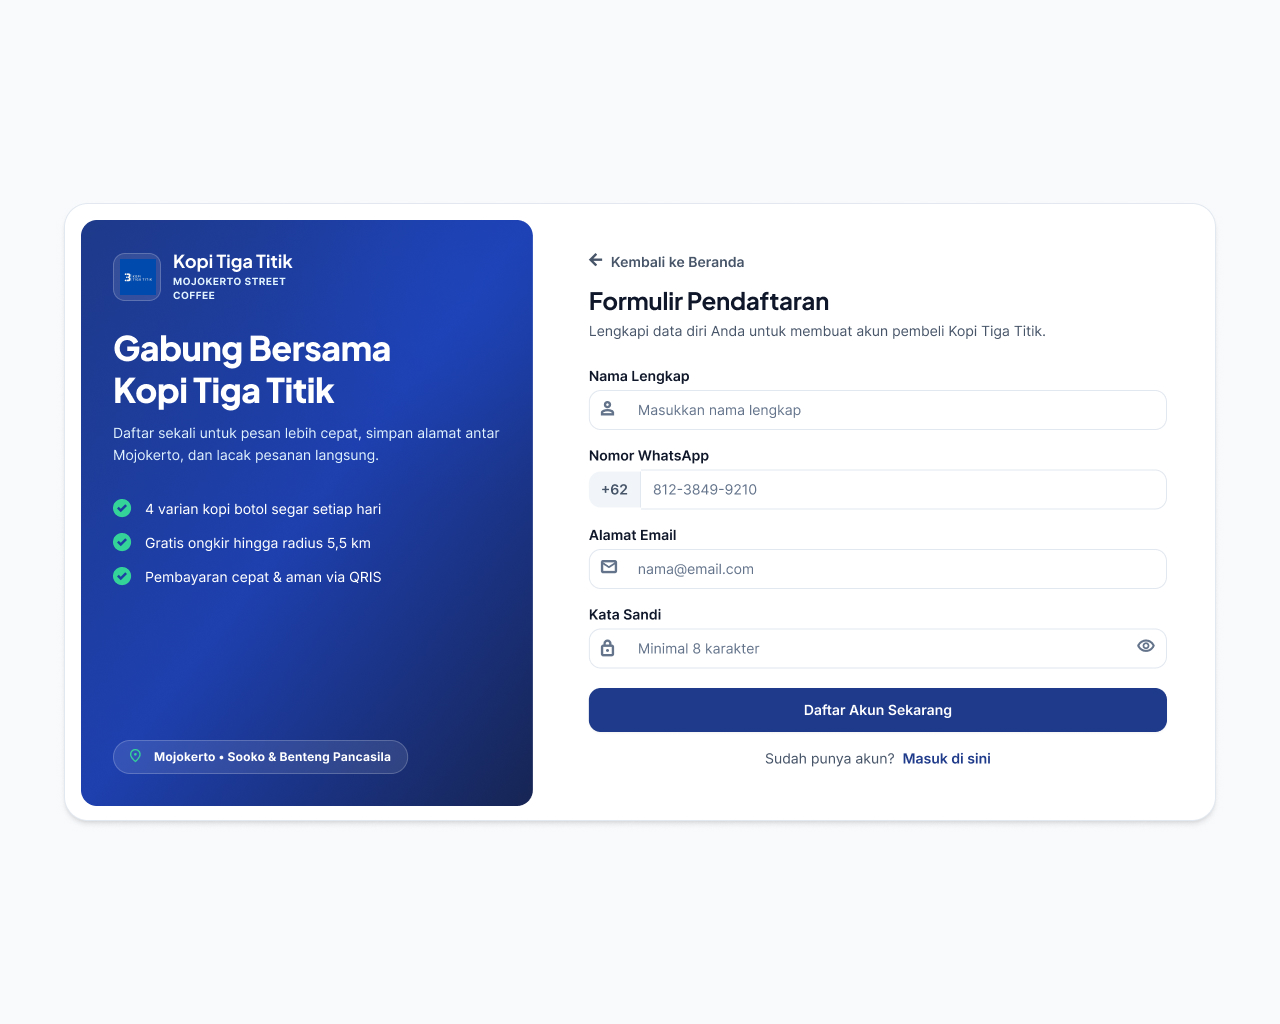 Kopi Tiga Titik
MOJOKERTO STREET
COFFEE
Gabung Bersama
Kopi Tiga Titik
Daftar sekali untuk pesan lebih cepat, simpan alamat antar
Mojokerto, dan lacak pesanan langsung.
4 varian kopi botol segar setiap hari
Gratis ongkir hingga radius 5,5 km
Pembayaran cepat & aman via QRIS
Mojokerto • Sooko & Benteng Pancasila
Kembali ke Beranda
Formulir Pendaftaran
Lengkapi data diri Anda untuk membuat akun pembeli Kopi Tiga Titik.
Nama Lengkap
Masukkan nama lengkap
Nomor WhatsApp
+62 812-3849-9210
Alamat Email
nama@email.com
Kata Sandi
Minimal 8 karakter
Daftar Akun Sekarang
Sudah punya akun? Masuk di sini